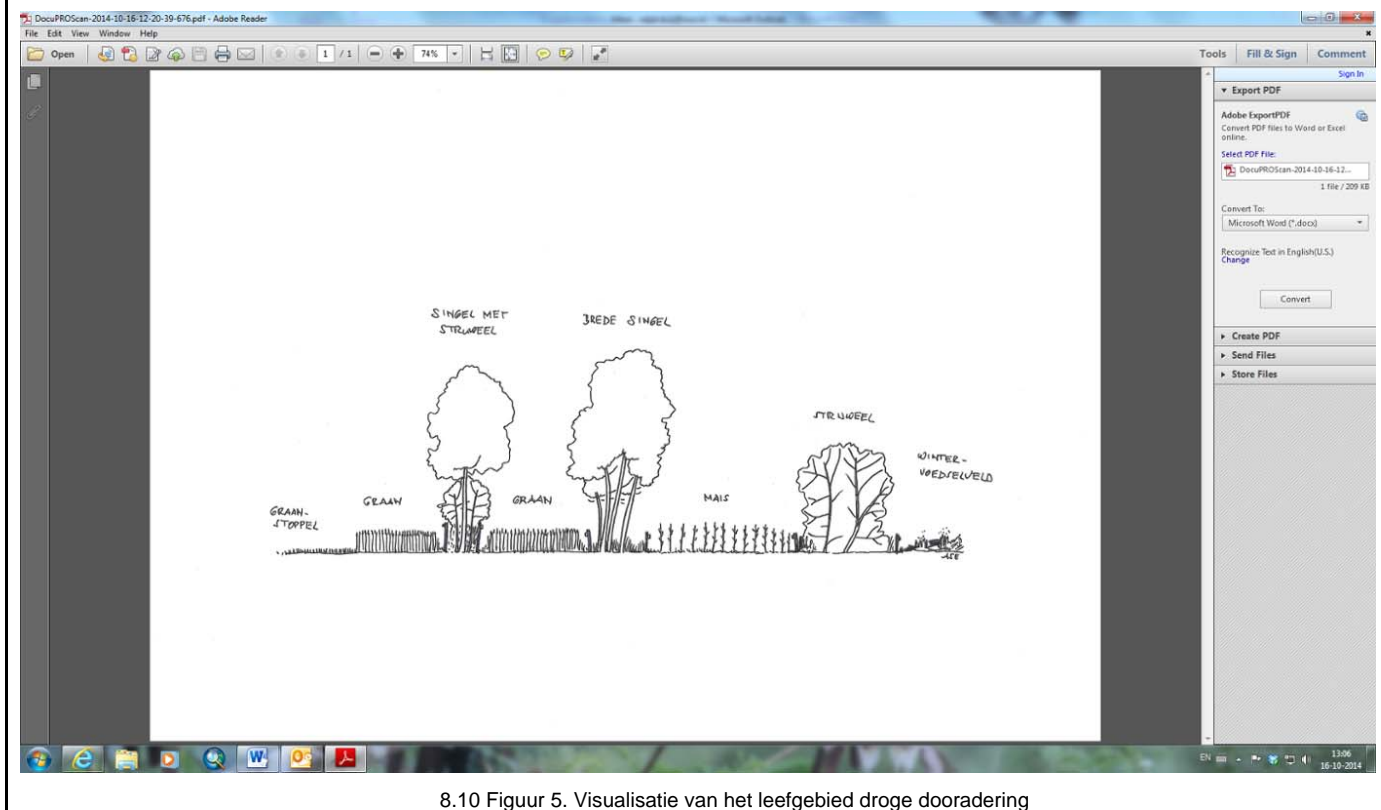 DocuPROScan-2014-10-16-12-20-39-676.pdf - Adobe Reader
File Edit View Window Help
Open 1 / 1 74% Tools Fill & Sign Comment
Sign In
Export PDF
Adobe ExportPDF
Convert PDF files to Word or Excel
online.
Select PDF File:
DocuPROScan-2014-10-16-12...
1 file / 209 KB
Convert To:
Microsoft Word (*.docx)
Recognize Text in English(U.S.)
Change
Convert
Create PDF
Send Files
Store Files
SINGEL MET
STRUWEEL
BREDE SINGEL
STRUWEEL
WINTER-
VOEDSELVELD
GRAAN-
STOPPEL
GRAAN
GRAAN
MAIS
EN
13:06
16-10-2014
8.10 Figuur 5. Visualisatie van het leefgebied droge dooradering